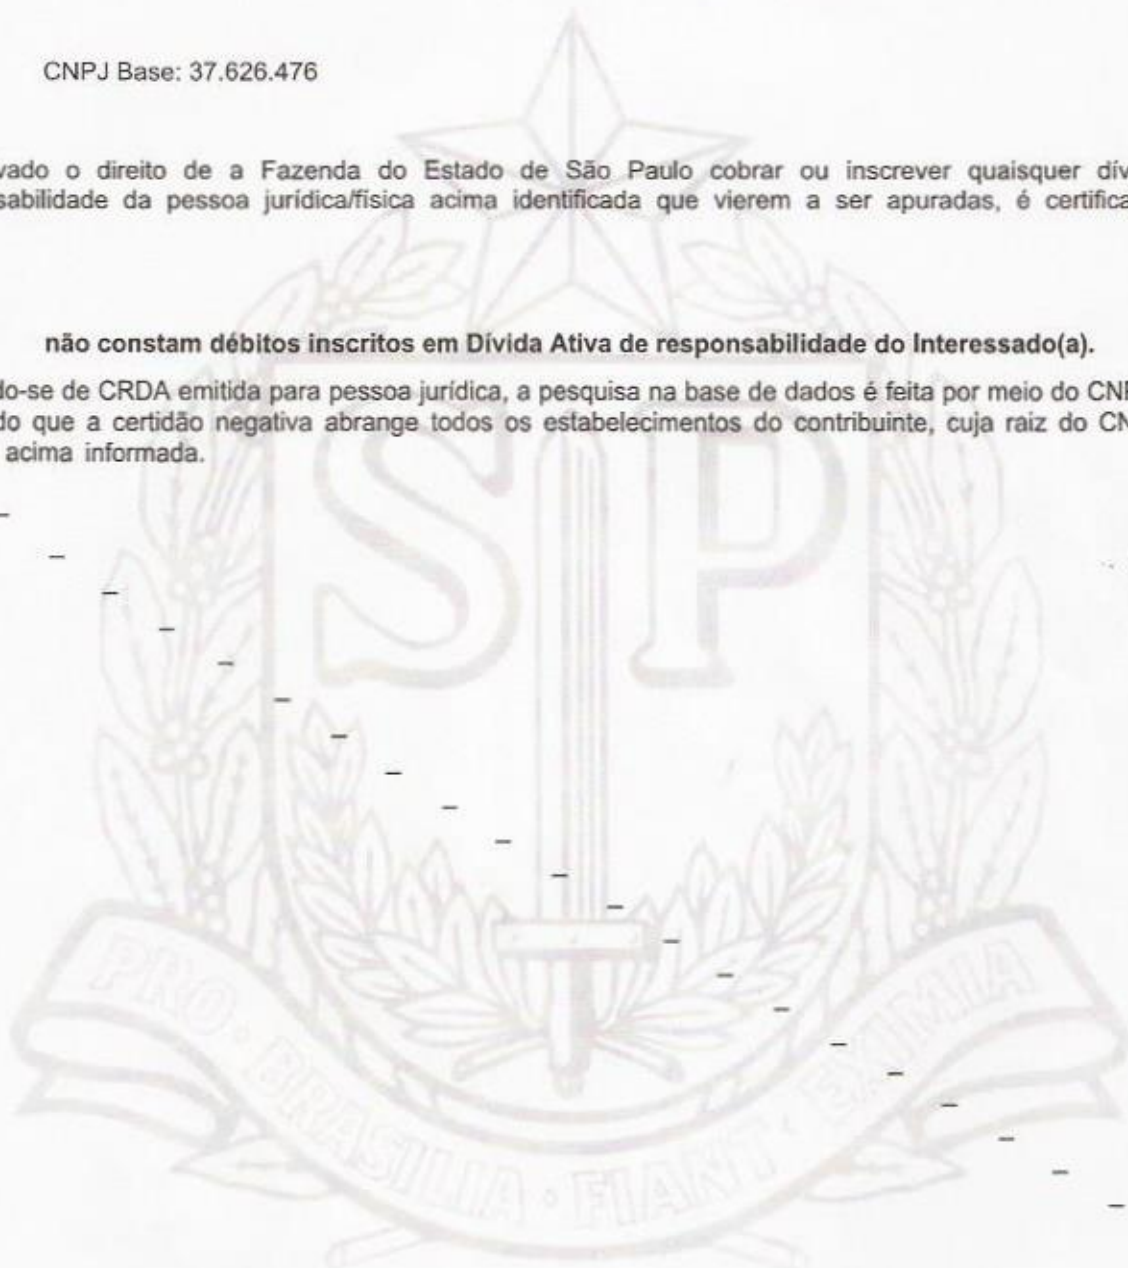 CNPJ Base: 37.626.476
vado o direito de a Fazenda do Estado de São Paulo cobrar ou inscrever quaisquer dív
sabilidade da pessoa jurídica/física acima identificada que vierem a ser apuradas, é certifica
não constam débitos inscritos em Dívida Ativa de responsabilidade do Interessado(a).
do-se de CRDA emitida para pessoa jurídica, a pesquisa na base de dados é feita por meio do CNP
do que a certidão negativa abrange todos os estabelecimentos do contribuinte, cuja raiz do CN
acima informada.
SP
PRO · BRASILIA · FIANT · EXIMIA